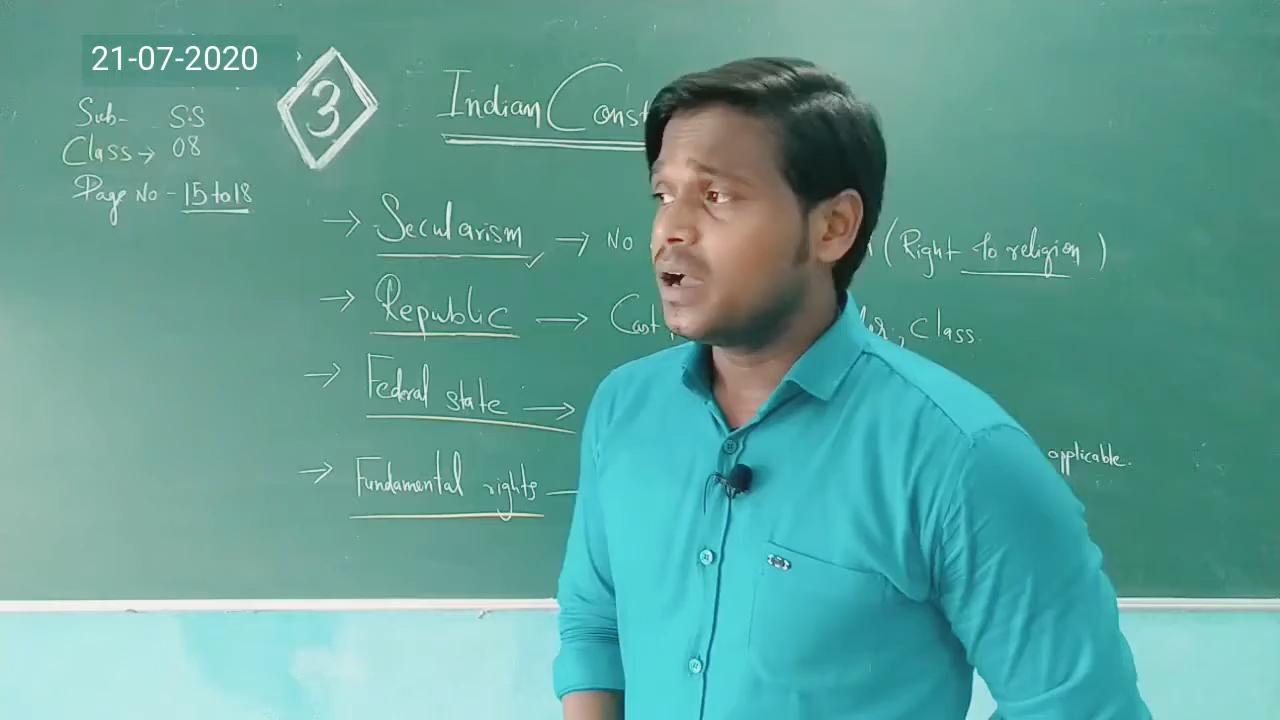 21-07-2020
Sub- S.S
Class → 08
Page No - 15 to 18
3
Indian Const
→ Secularism → No (Right to religion)
→ Republic → Cast, , class
→ Federal state →
→ Fundamental rights — applicable.